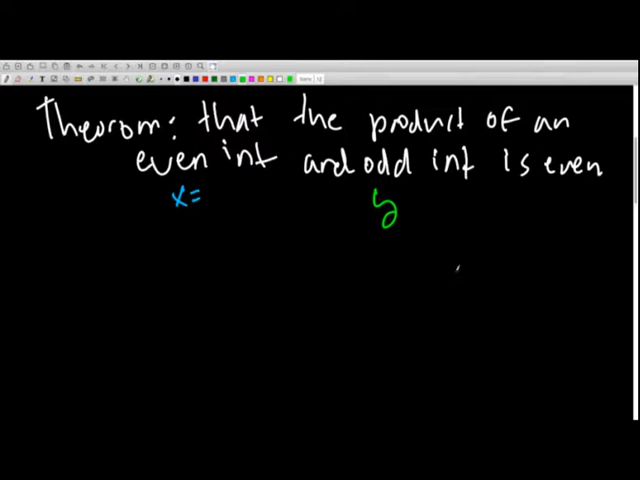 Theorom: that the product of an
even int and odd int is even
x= y